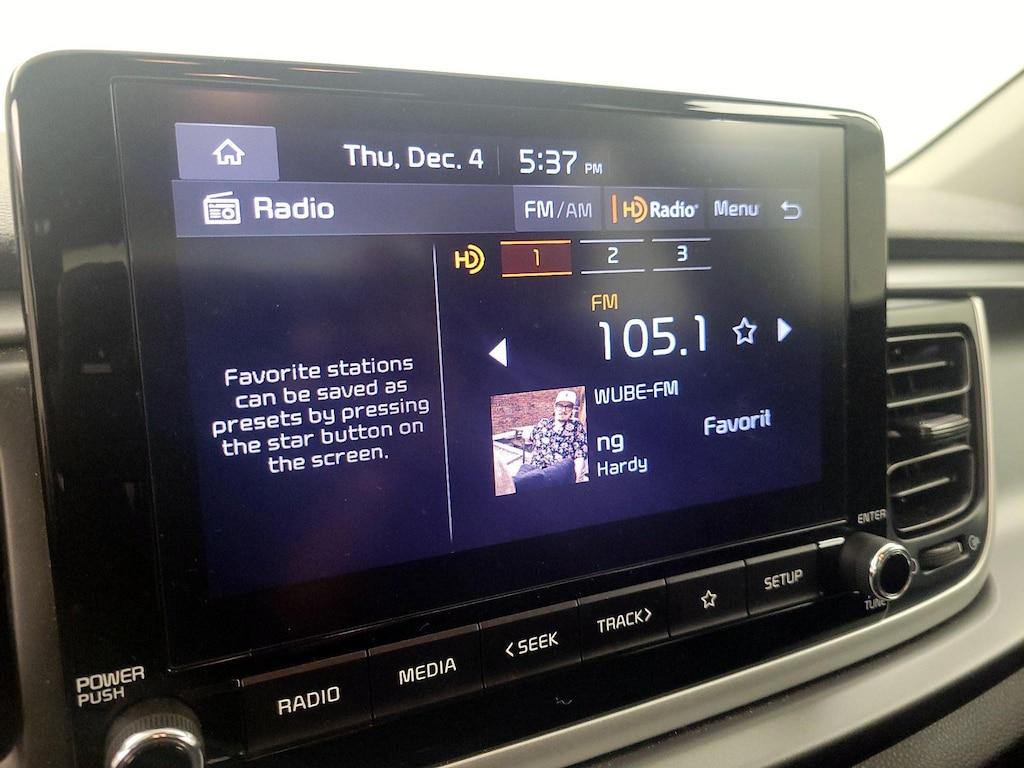 Thu, Dec. 4 5:37 PM
Radio FM/AM HD Radio Menu
HD 1 2 3
FM
105.1
WUBE-FM
ng Favorit
Hardy
Favorite stations
can be saved as
presets by pressing
the star button on
the screen.
ENTER
TUNE
POWER
PUSH
RADIO
MEDIA
< SEEK
TRACK >
SETUP